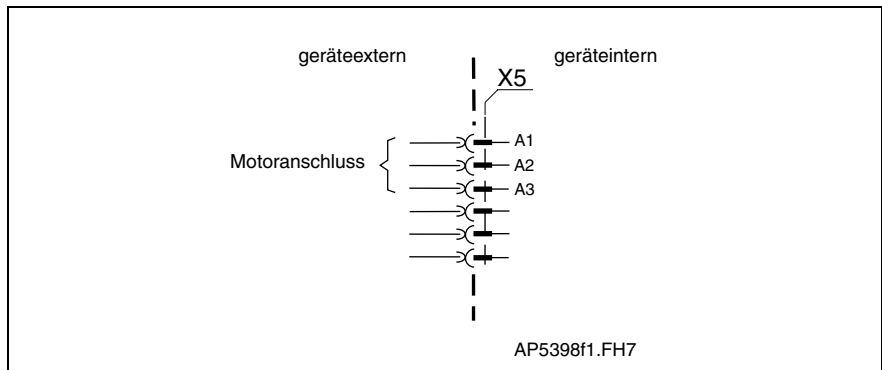 geräteextern
geräteintern
X5
A1
Motoranschluss
A2
A3
AP5398f1.FH7